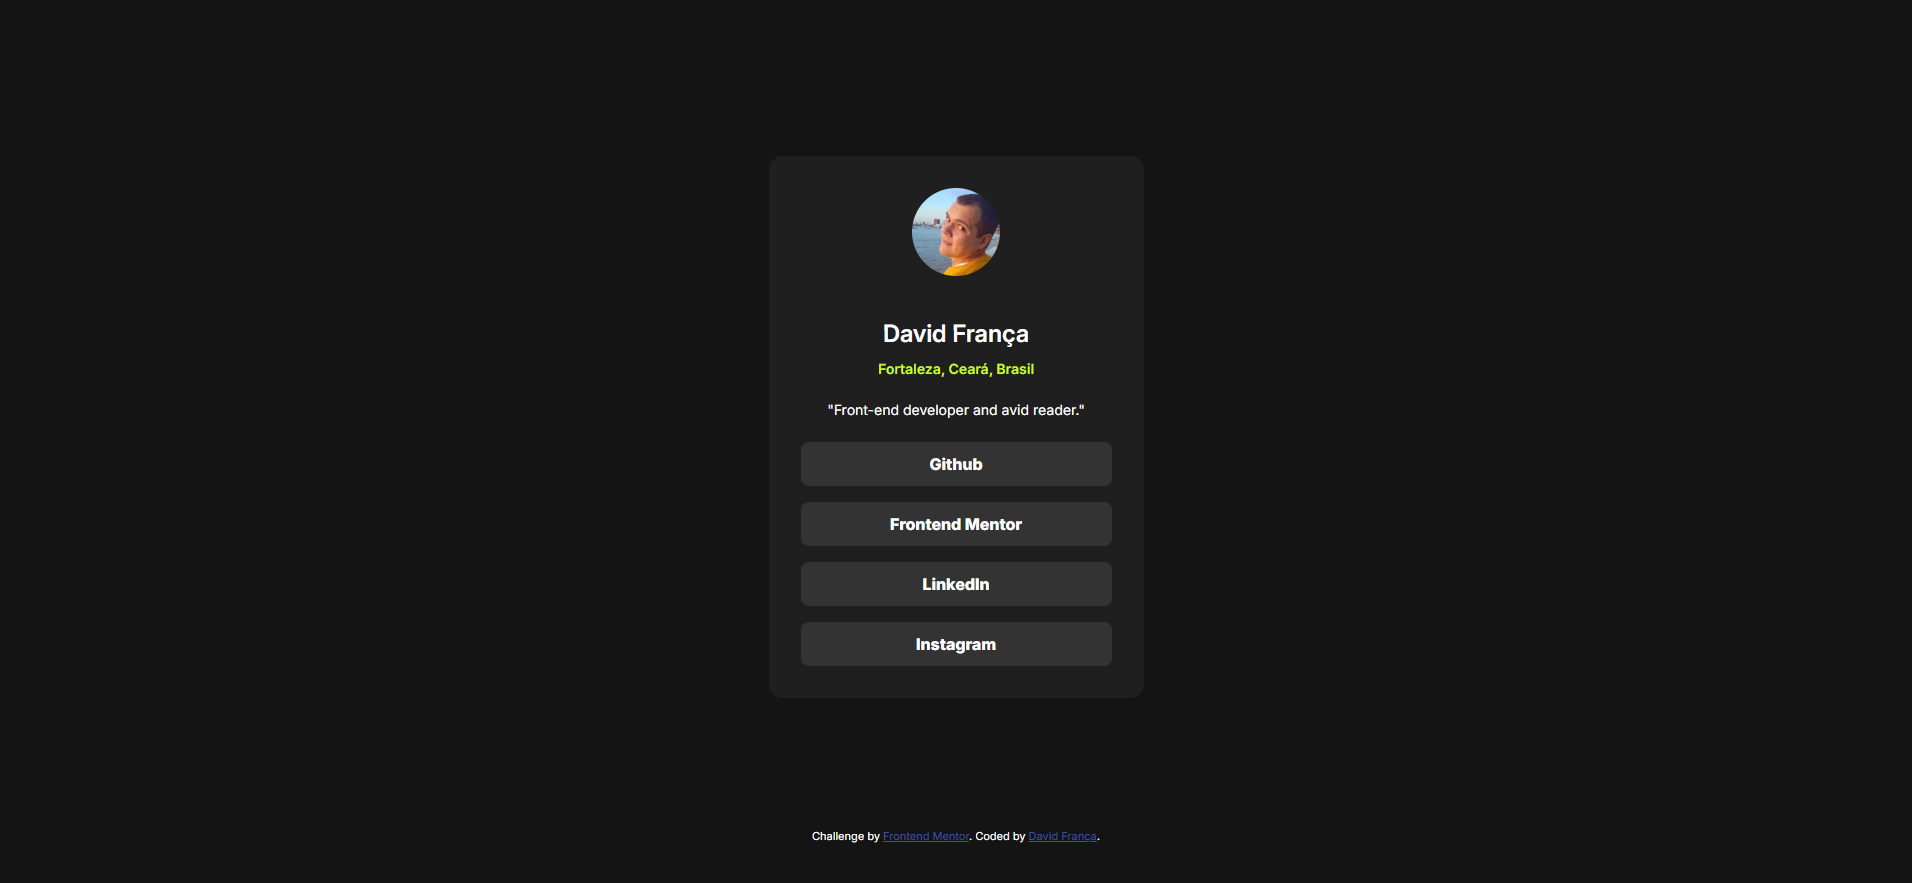 David França
Fortaleza, Ceará, Brasil
"Front-end developer and avid reader."
Github
Frontend Mentor
LinkedIn
Instagram
Challenge by Frontend Mentor. Coded by David França.